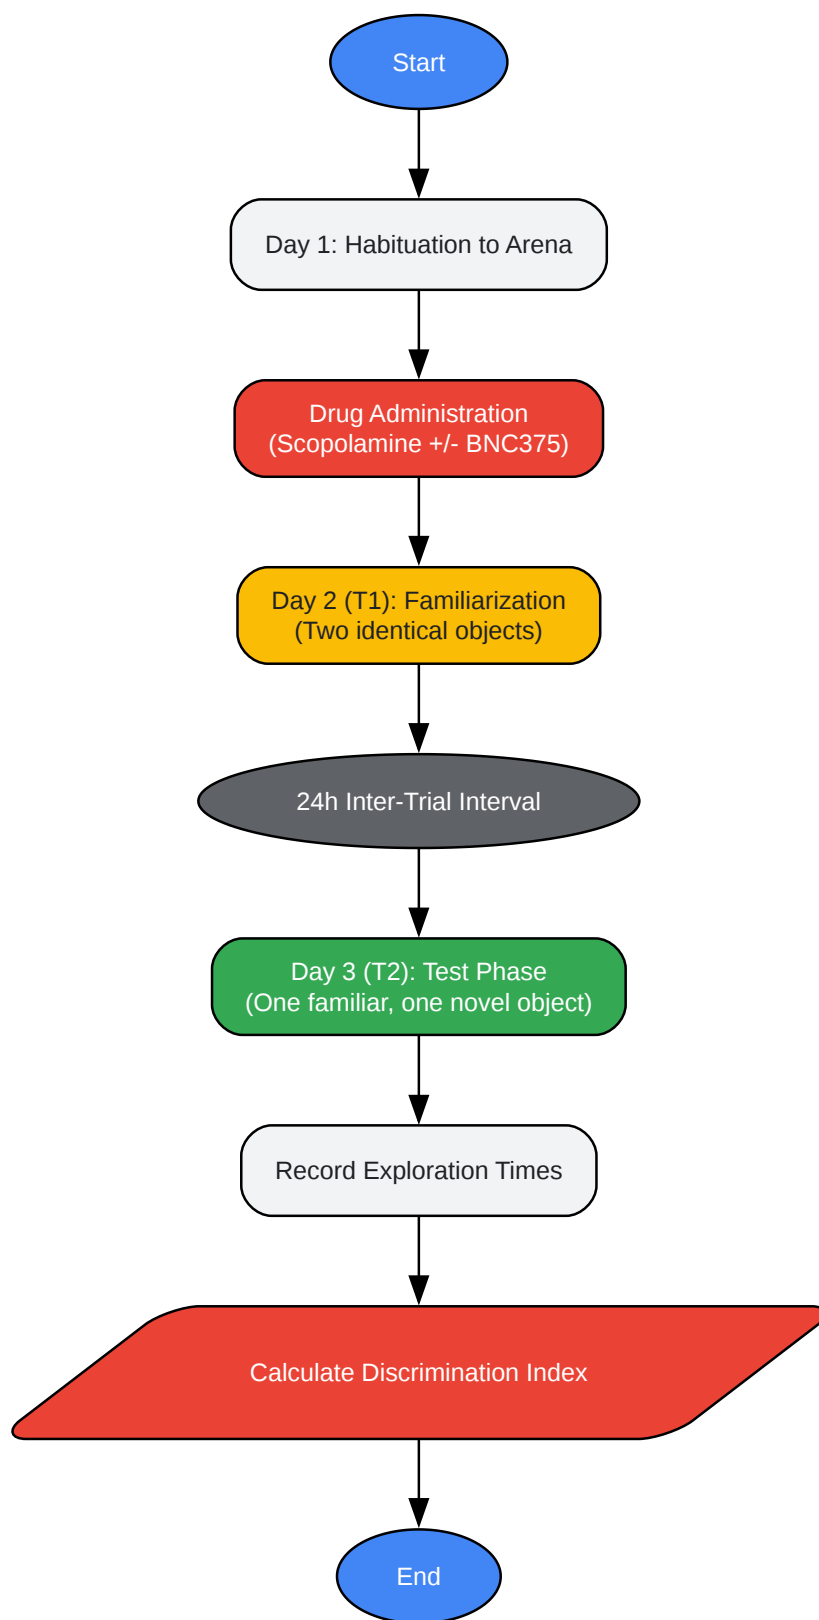 Start
Day 1: Habituation to Arena
Drug Administration
(Scopolamine +/- BNC375)
Day 2 (T1): Familiarization
(Two identical objects)
24h Inter-Trial Interval
Day 3 (T2): Test Phase
(One familiar, one novel object)
Record Exploration Times
Calculate Discrimination Index
End